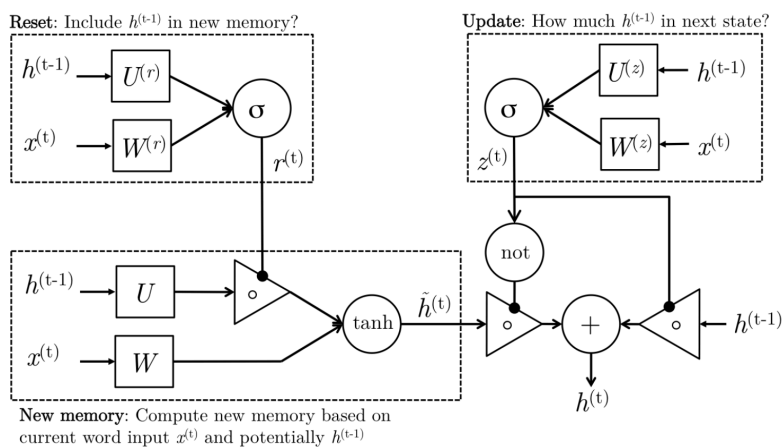 Reset: Include h^(t-1) in new memory?
h^(t-1)
U^(r)
x^(t)
W^(r)
σ
r^(t)
Update: How much h^(t-1) in next state?
σ
U^(z)
h^(t-1)
W^(z)
x^(t)
z^(t)
not
h^(t-1)
U
∘
x^(t)
W
tanh
h̃^(t)
∘
+
∘
h^(t-1)
h^(t)
New memory: Compute new memory based on
current word input x^(t) and potentially h^(t-1)